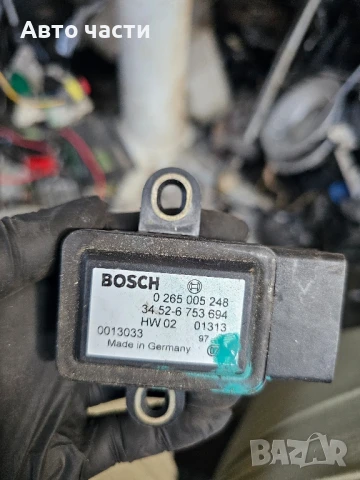 Авто части
BOSCH
0 265 005 248
34.52-6 753 694
HW 02 01313
0013033 97
Made in Germany
BAZAR